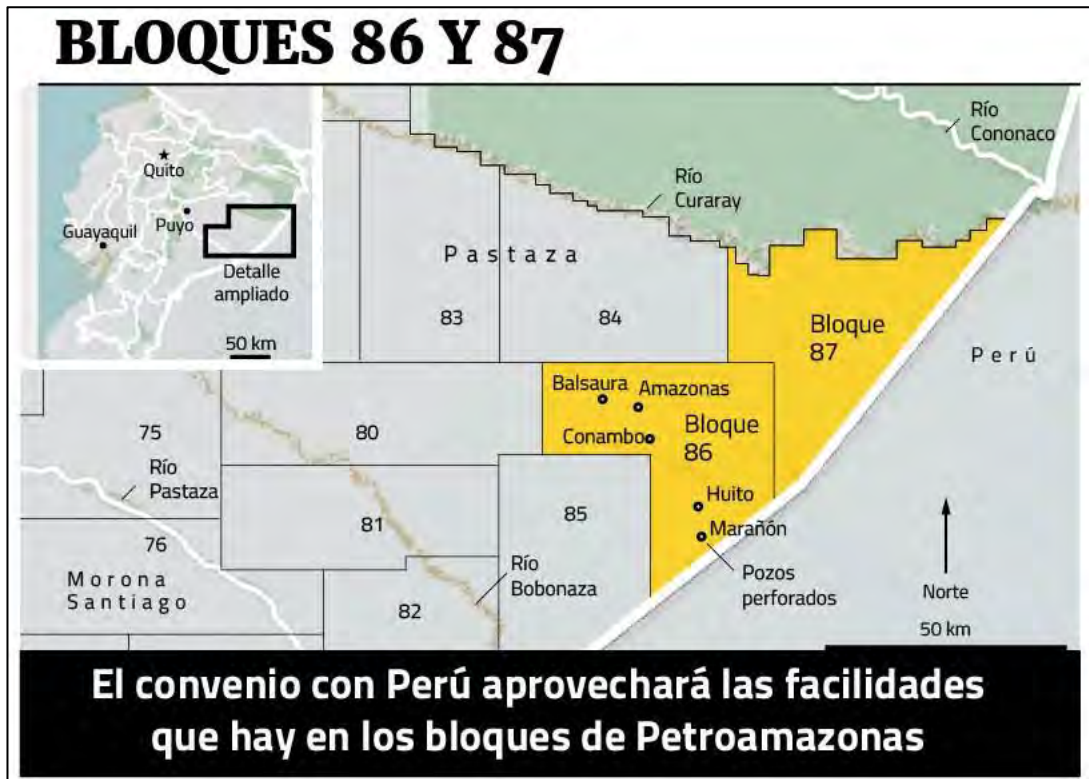 BLOQUES 86 Y 87
Quito
Guayaquil
Puyo
Detalle
ampliado
50 km
Río
Cononaco
Río
Curaray
Pastaza
83
84
Bloque
87
Perú
Balsaura
Amazonas
Conambo
Bloque
86
75
80
Río
Pastaza
Huito
81
85
Marañón
76
Río
Bobonaza
Pozos
perforados
Morona
Santiago
82
Norte
50 km
El convenio con Perú aprovechará las facilidades
que hay en los bloques de Petroamazonas